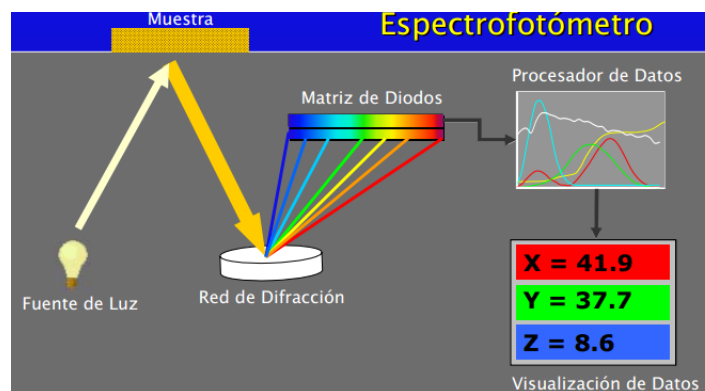 Muestra
Espectrofotómetro
Procesador de Datos
Matriz de Diodos
Fuente de Luz
Red de Difracción
X = 41.9
Y = 37.7
Z = 8.6
Visualización de Datos